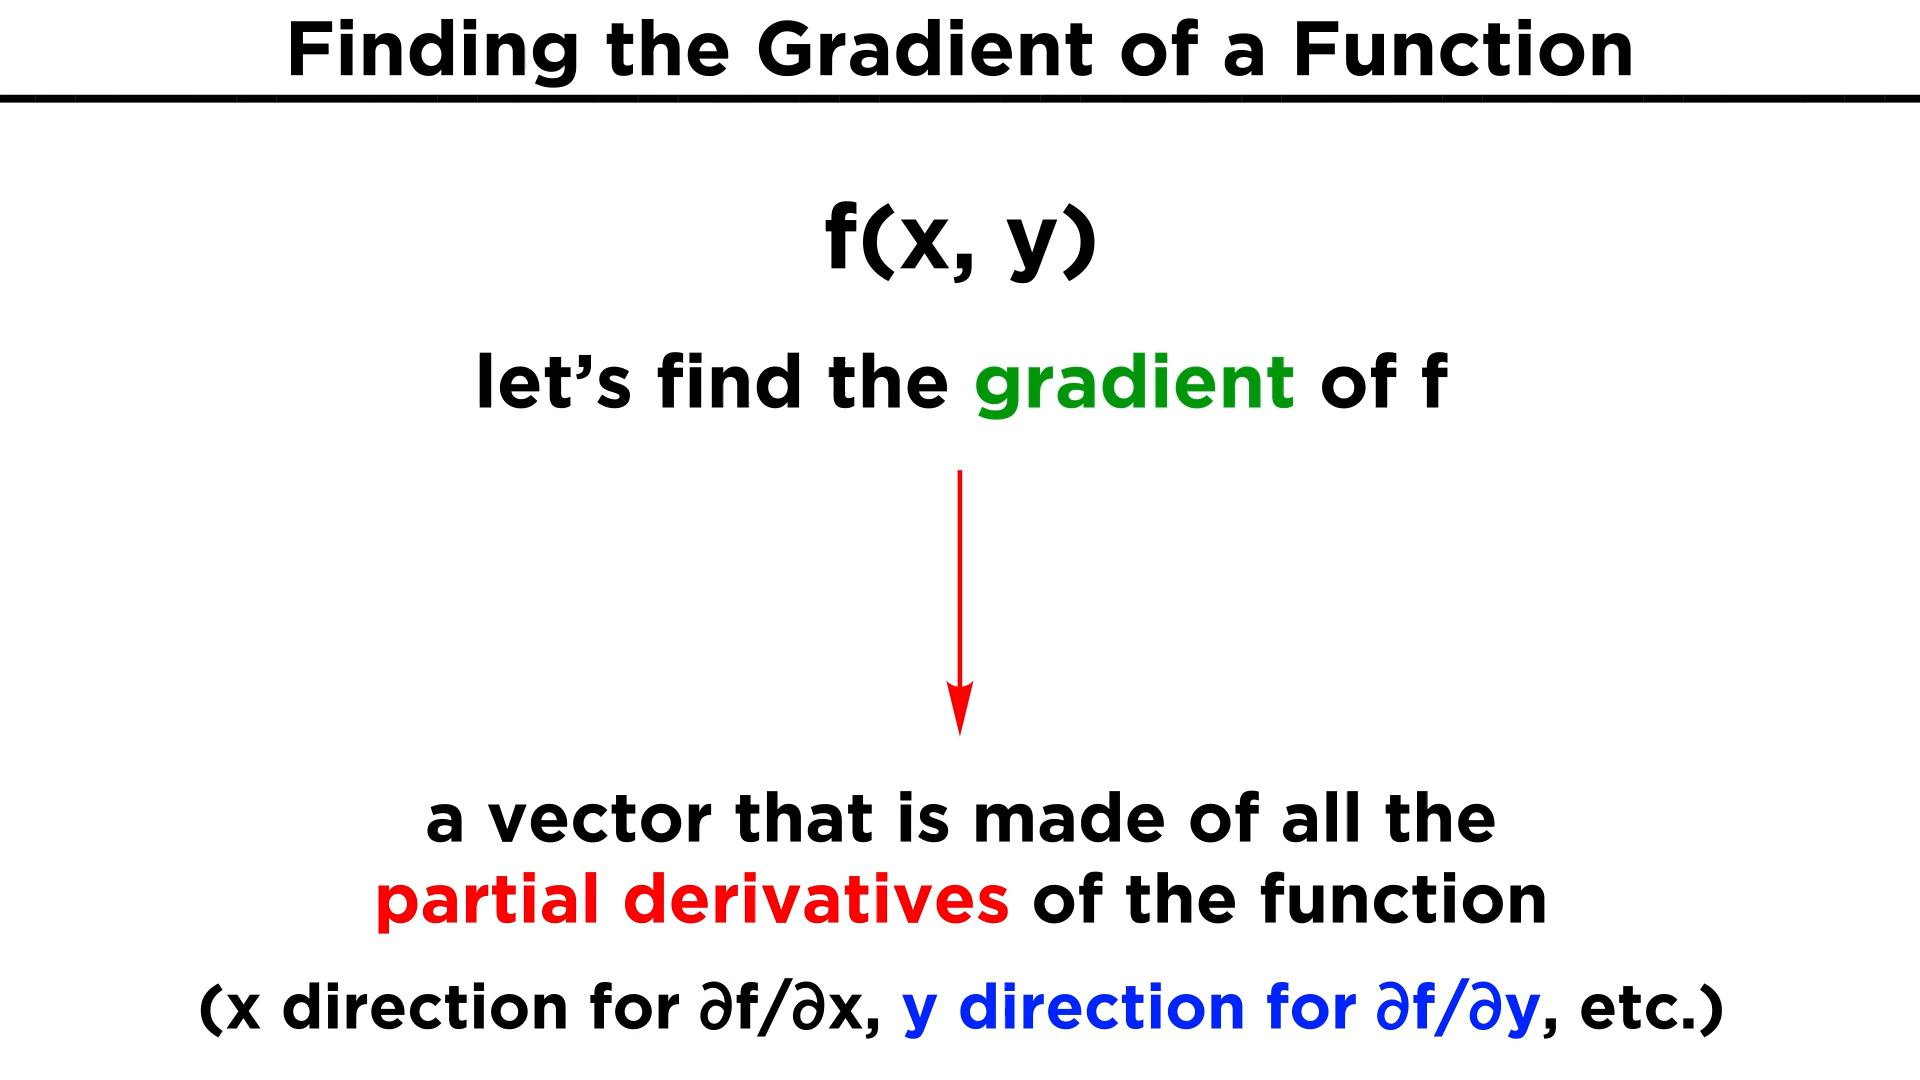 Finding the Gradient of a Function
f(x, y)
let’s find the gradient of f
a vector that is made of all the
partial derivatives of the function
(x direction for ∂f/∂x, y direction for ∂f/∂y, etc.)